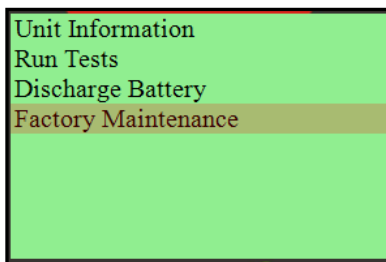 Unit Information
Run Tests
Discharge Battery
Factory Maintenance